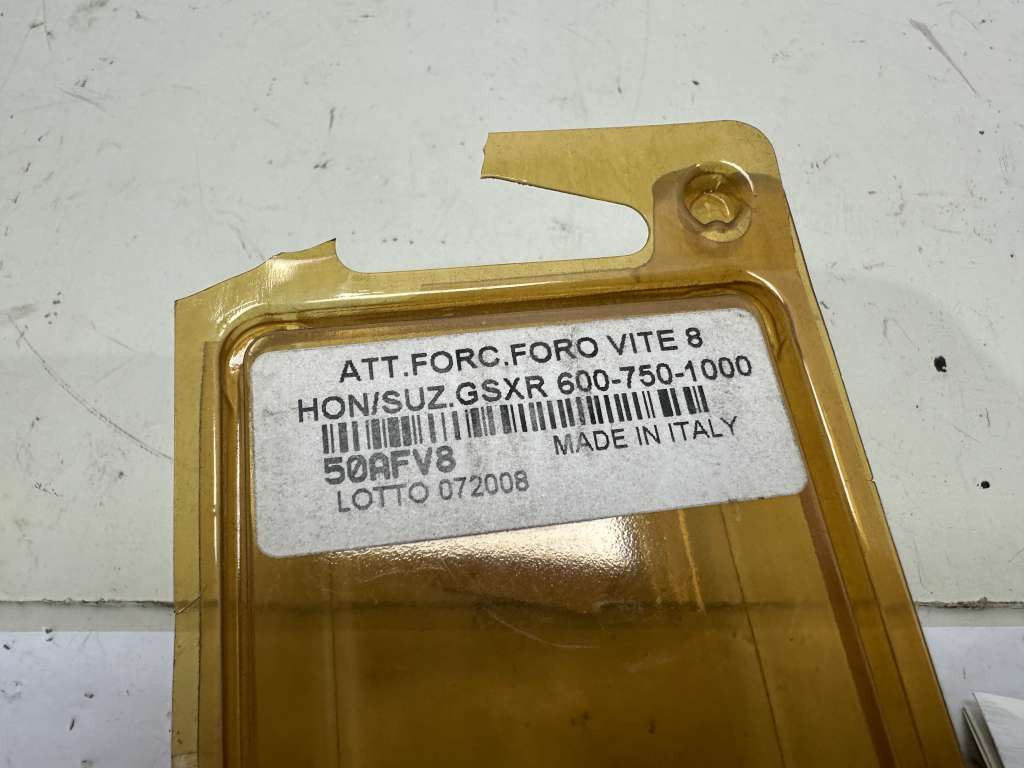 ATT.FORC.FORO VITE 8
HON/SUZ.GSXR 600-750-1000
50AFV8
MADE IN ITALY
LOTTO 072008